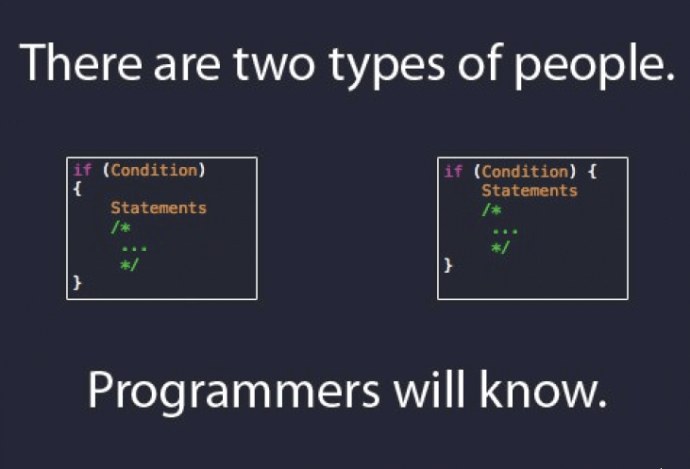 There are two types of people.
if (Condition)
{
Statements
/*
...
*/
}
if (Condition) {
Statements
/*
...
*/
}
Programmers will know.